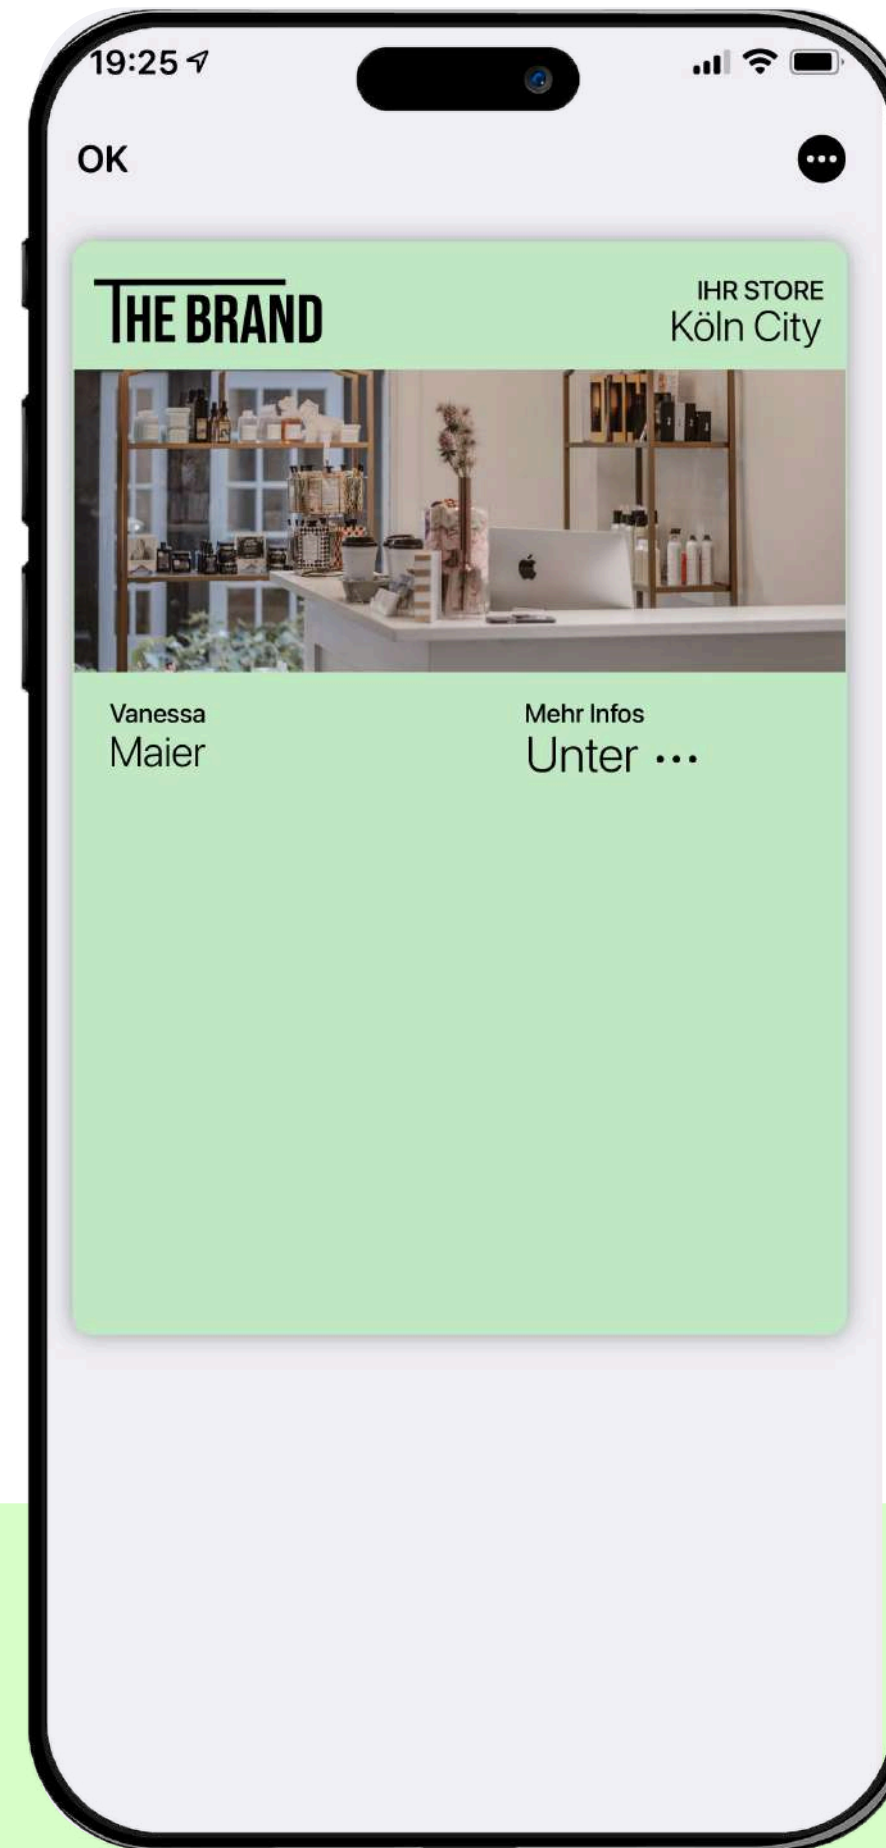 19:25
OK
THE BRAND
IHR STORE
Köln City
Vanessa
Maier
Mehr Infos
Unter ...